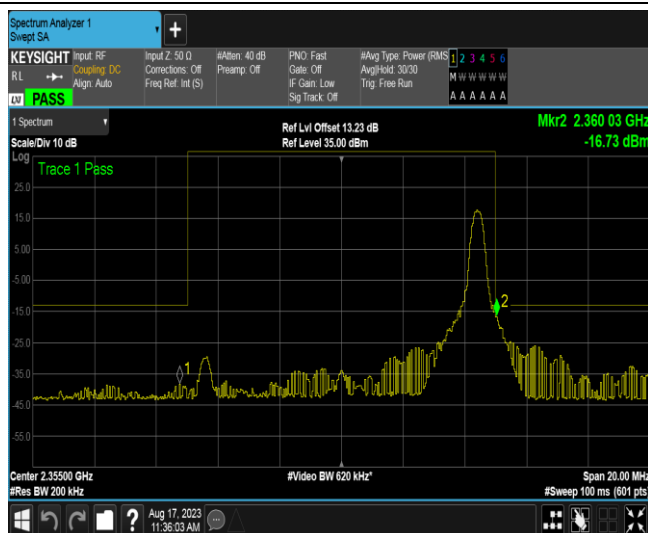 Spectrum Analyzer 1
Swept SA
+
KEYSIGHT
RL
LXI PASS
Input: RF
Coupling: DC
Align: Auto
Input Z: 50 Ω
Corrections: Off
Freq Ref: Int (S)
#Atten: 40 dB
Preamp: Off
PNO: Fast
Gate: Off
IF Gain: Low
Sig Track: Off
#Avg Type: Power (RMS
Avg|Hold: 30/30
Trig: Free Run
1 2 3 4 5 6
M W W W W W
A A A A A A
1 Spectrum
Scale/Div 10 dB
Ref Lvl Offset 13.23 dB
Ref Level 35.00 dBm
Mkr2 2.360 03 GHz
-16.73 dBm
Log
Trace 1 Pass
25.0
15.0
5.00
-5.00
-15.0
-25.0
-35.0
-45.0
-55.0
1
2
Center 2.35500 GHz
#Res BW 200 kHz
#Video BW 620 kHz*
Span 20.00 MHz
#Sweep 100 ms (601 pts)
?
Aug 17, 2023
11:36:03 AM